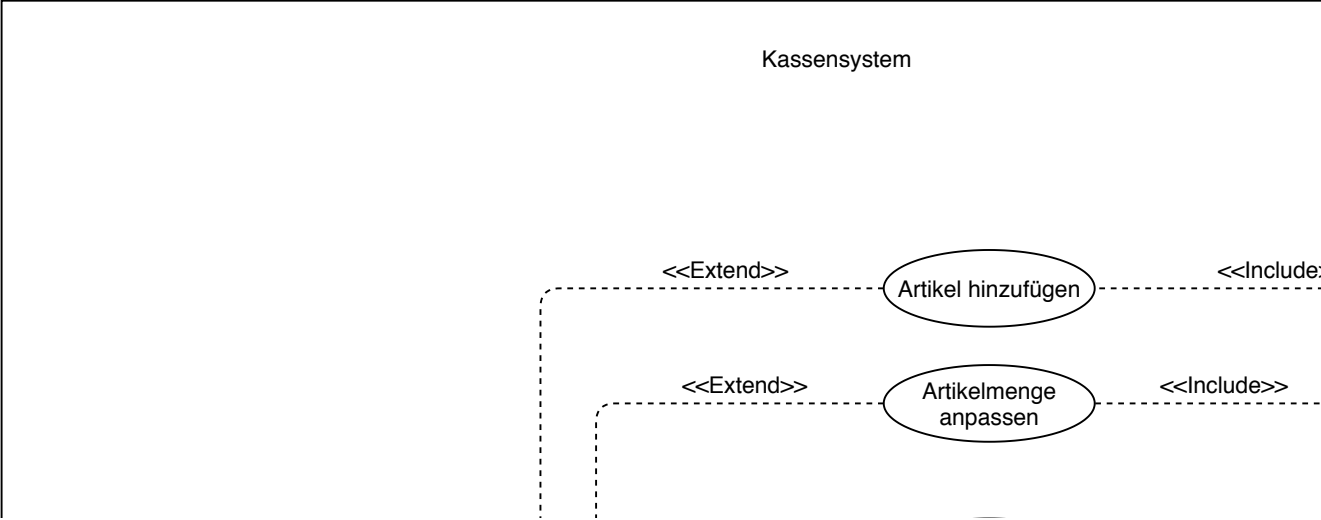 Kassensystem
<<Extend>>
Artikel hinzufügen
<<Include>
<<Extend>>
Artikelmenge
anpassen
<<Include>>